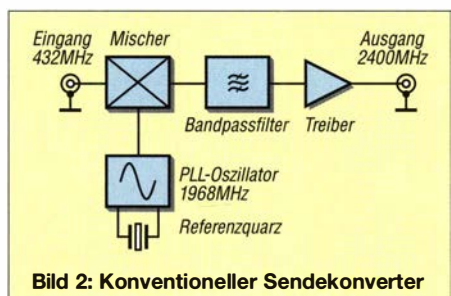 Eingang
432MHz
Mischer
Ausgang
2400MHz
Bandpassfilter
Treiber
PLL-Oszillator
1968MHz
Referenzquarz
Bild 2: Konventioneller Sendekonverter